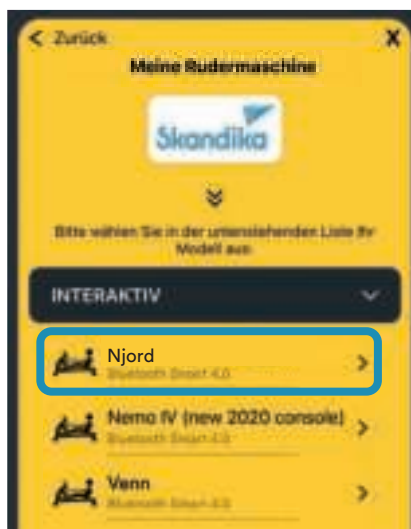 < Zurück X
Meine Rudermaschine
Skandika
Bitte wählen Sie in der untenstehenden Liste Ihr
Modell aus:
INTERAKTIV
Njord
Bluetooth Smart 4.0
Nemo IV (new 2020 console)
Bluetooth Smart 4.0
Venn
Bluetooth Smart 4.0